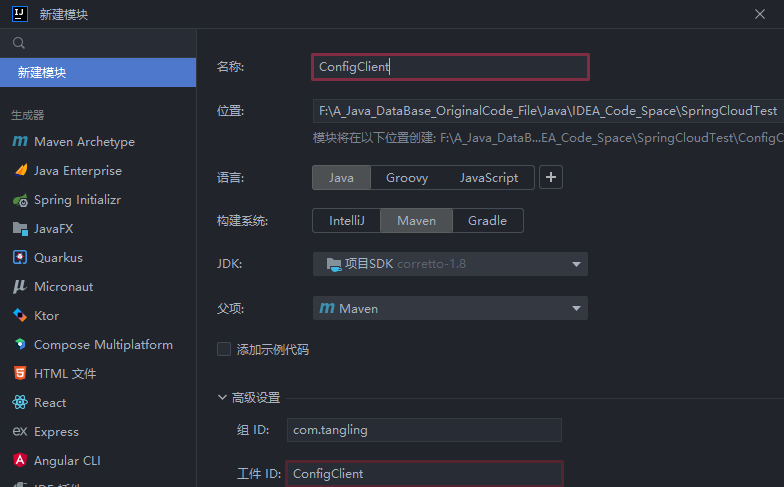 新建模块
新建模块
生成器
Maven Archetype
Java Enterprise
Spring Initializr
JavaFX
Quarkus
Micronaut
Ktor
Compose Multiplatform
HTML 文件
React
Express
Angular CLI
IDE 插件
名称:
ConfigClient
位置:
F:\A_Java_DataBase_OriginalCode_File\Java\IDEA_Code_Space\SpringCloudTest
模块将在以下位置创建: F:\A_Java_DataB...EA_Code_Space\SpringCloudTest\ConfigC
语言:
Java Groovy JavaScript +
构建系统:
IntelliJ Maven Gradle
JDK:
项目SDK corretto-1.8
父项:
Maven
添加示例代码
高级设置
组 ID:
com.tangling
工件 ID:
ConfigClient